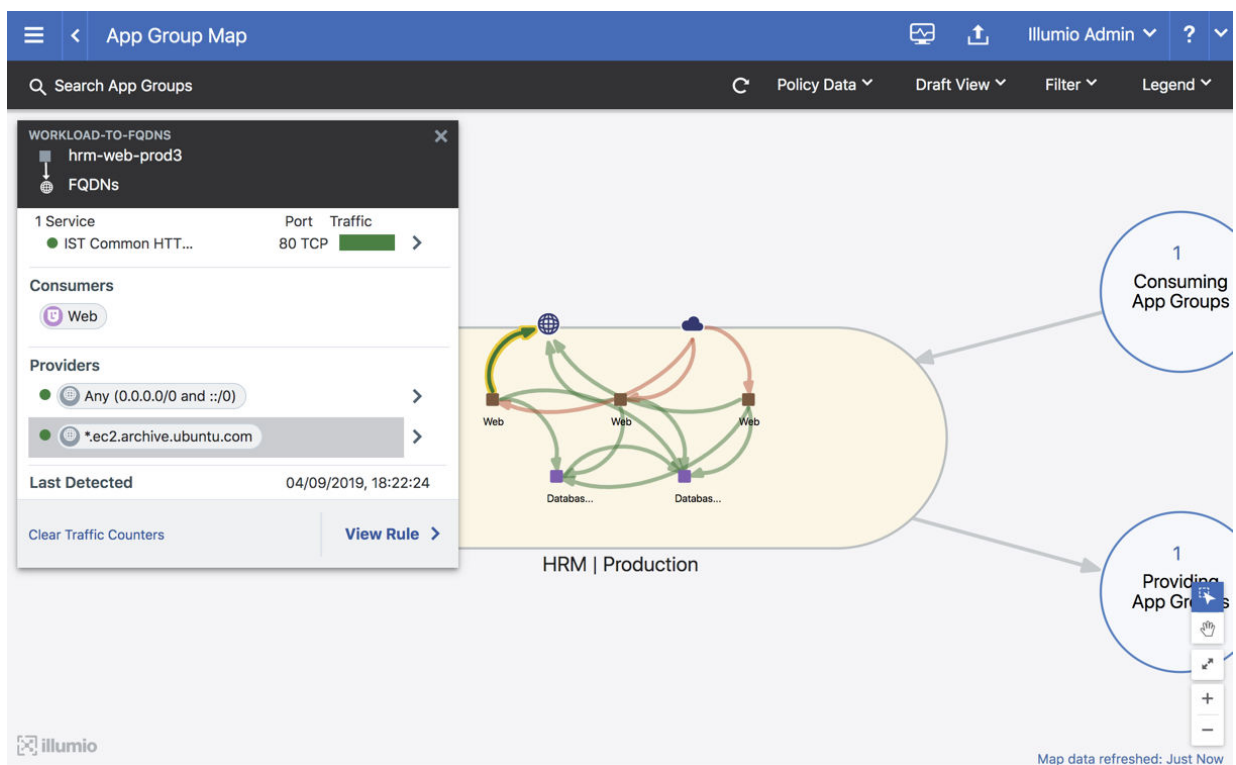 App Group Map
Illumio Admin
?
Search App Groups
Policy Data
Draft View
Filter
Legend
WORKLOAD-TO-FQDNS
hrm-web-prod3
FQDNs
1 Service Port Traffic
IST Common HTT... 80 TCP
Consumers
Web
Providers
Any (0.0.0.0/0 and ::/0)
*.ec2.archive.ubuntu.com
Last Detected 04/09/2019, 18:22:24
Clear Traffic Counters
View Rule
Web
Web
Web
Databas...
Databas...
HRM | Production
1
Consuming
App Groups
1
Providing
App Groups
illumio
Map data refreshed: Just Now